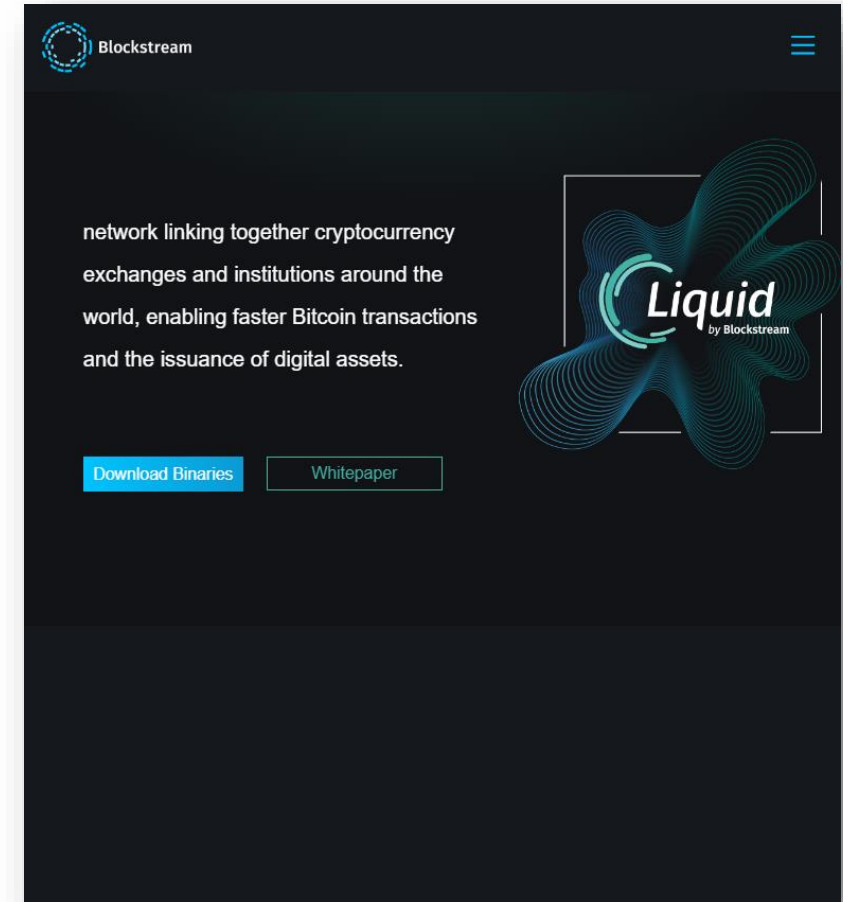 Blockstream
network linking together cryptocurrency
exchanges and institutions around the
world, enabling faster Bitcoin transactions
and the issuance of digital assets.
Liquid
by Blockstream
Download Binaries
Whitepaper